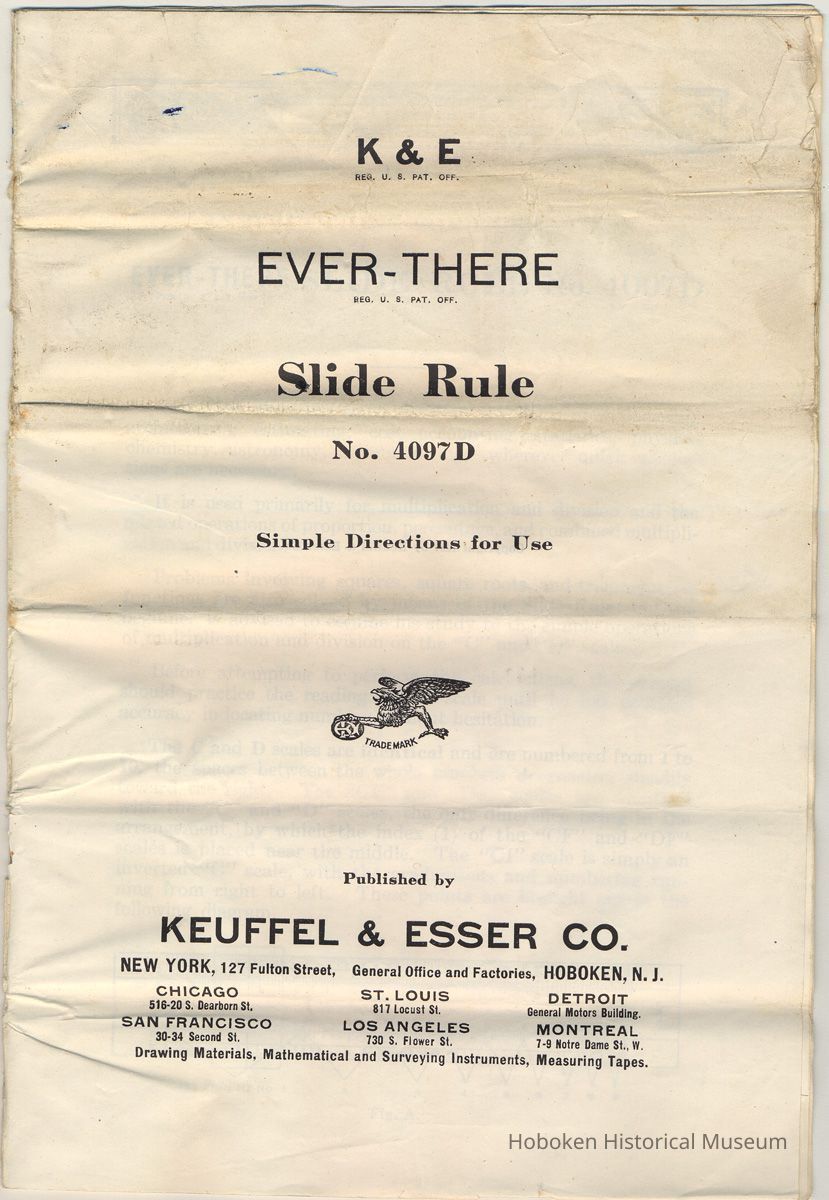 K & E
REG. U. S. PAT. OFF.
EVER-THERE
REG. U. S. PAT. OFF.
Slide Rule
No. 4097D
Simple Directions for Use
TRADEMARK
Published by
KEUFFEL & ESSER CO.
NEW YORK, 127 Fulton Street, General Office and Factories, HOBOKEN, N. J.
CHICAGO ST. LOUIS DETROIT
516-20 S. Dearborn St. 817 Locust St. General Motors Building.
SAN FRANCISCO LOS ANGELES MONTREAL
30-34 Second St. 730 S. Flower St. 7-9 Notre Dame St., W.
Drawing Materials, Mathematical and Surveying Instruments, Measuring Tapes.
Hoboken Historical Museum